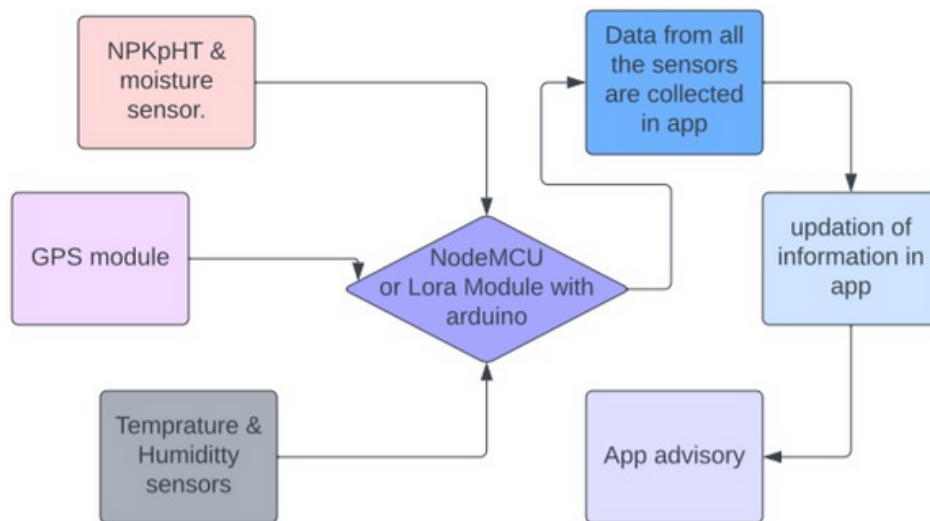 NPKpHT &
moisture
sensor.
GPS module
Temprature &
Humiditty
sensors
NodeMCU
or Lora Module with
arduino
Data from all
the sensors
are collected
in app
updation of
information in
app
App advisory